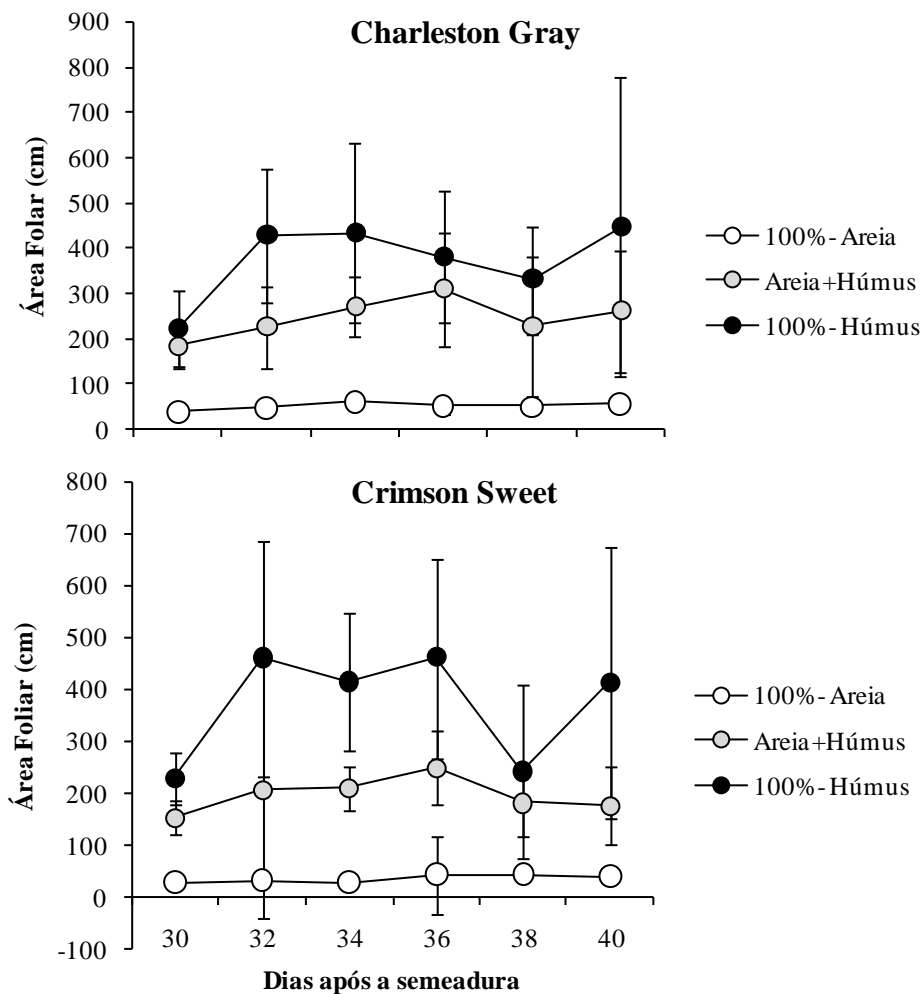 Charleston Gray
Área Folar (cm)
900
800
700
600
500
400
300
200
100
0
100%-Areia
Areia+Húmus
100%-Húmus
Crimson Sweet
Área Foliar (cm)
800
700
600
500
400
300
200
100
0
-100
30 32 34 36 38 40
Dias após a semeadura
100%-Areia
Areia+Húmus
100%-Húmus